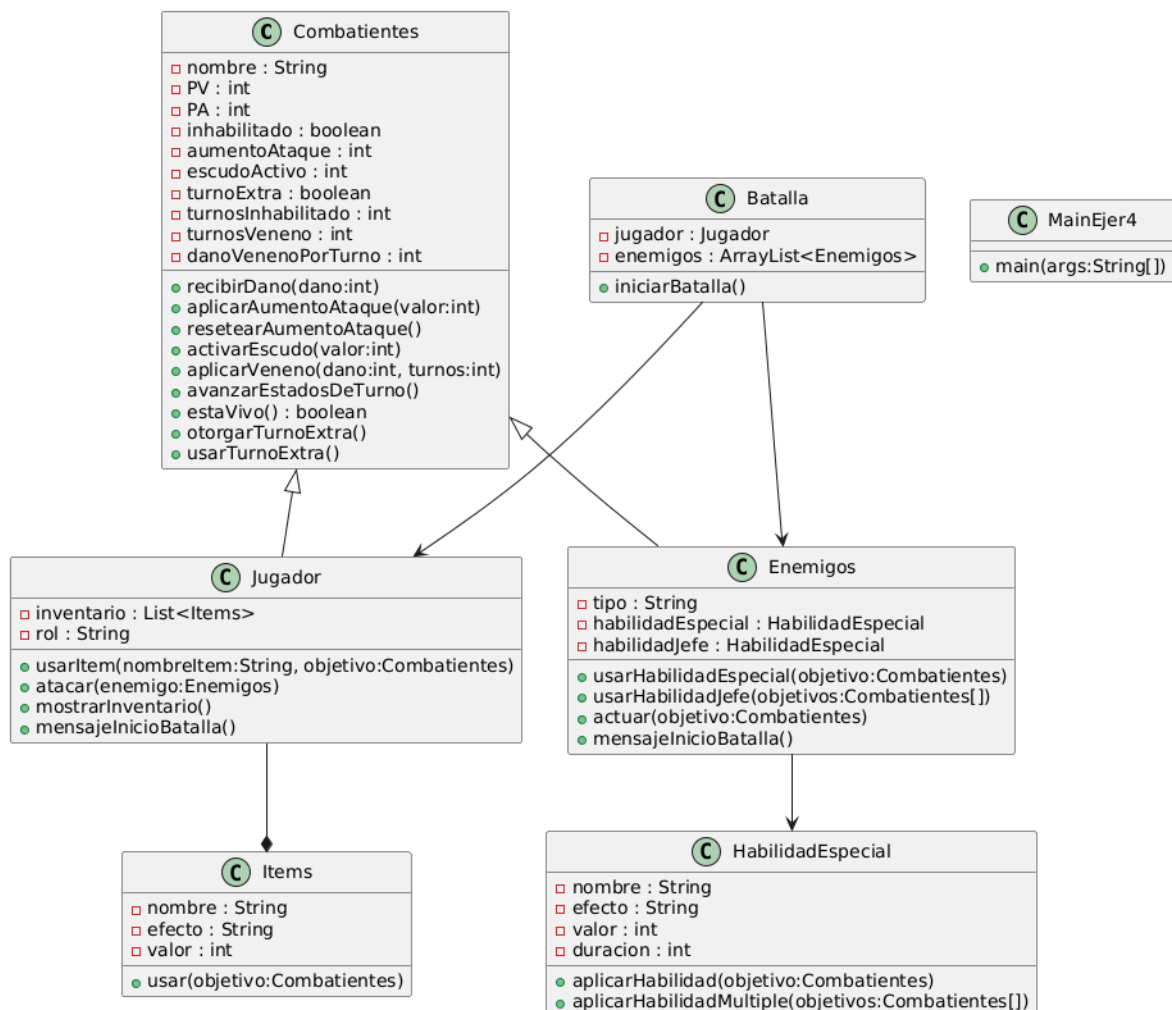 C Combatientes
nombre : String
PV : int
PA : int
inhabilitado : boolean
aumentoAtaque : int
escudoActivo : int
turnoExtra : boolean
turnosInhabilitado : int
turnosVeneno : int
danoVenenoPorTurno : int
recibirDano(dano:int)
aplicarAumentoAtaque(valor:int)
resetearAumentoAtaque()
activarEscudo(valor:int)
aplicarVeneno(dano:int, turnos:int)
avanzarEstadosDeTurno()
estaVivo() : boolean
otorgarTurnoExtra()
usarTurnoExtra()
C Batalla
jugador : Jugador
enemigos : ArrayList<Enemigos>
iniciarBatalla()
C MainEjer4
main(args:String[])
C Jugador
inventario : List<Items>
rol : String
usarItem(nombreItem:String, objetivo:Combatientes)
atacar(enemigo:Enemigos)
mostrarInventario()
mensajeInicioBatalla()
C Enemigos
tipo : String
habilidadEspecial : HabilidadEspecial
habilidadJefe : HabilidadEspecial
usarHabilidadEspecial(objetivo:Combatientes)
usarHabilidadJefe(objetivos:Combatientes[])
actuar(objetivo:Combatientes)
mensajeInicioBatalla()
C Items
nombre : String
efecto : String
valor : int
usar(objetivo:Combatientes)
C HabilidadEspecial
nombre : String
efecto : String
valor : int
duracion : int
aplicarHabilidad(objetivo:Combatientes)
aplicarHabilidadMultiple(objetivos:Combatientes[])